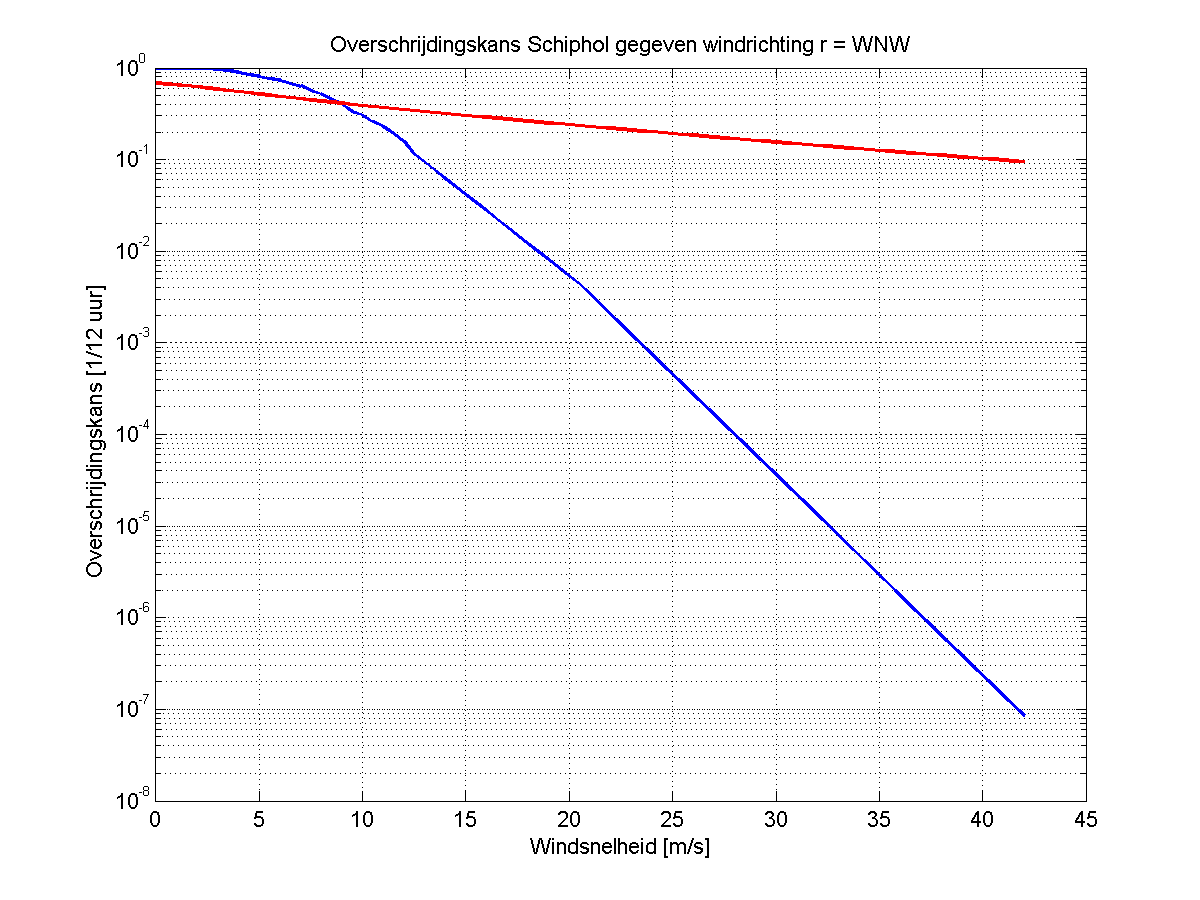 Overschrijdingskans Schiphol gegeven windrichting r = WNW
Overschrijdingskans [1/12 uur]
10^0
10^-1
10^-2
10^-3
10^-4
10^-5
10^-6
10^-7
10^-8
0 5 10 15 20 25 30 35 40 45
Windsnelheid [m/s]